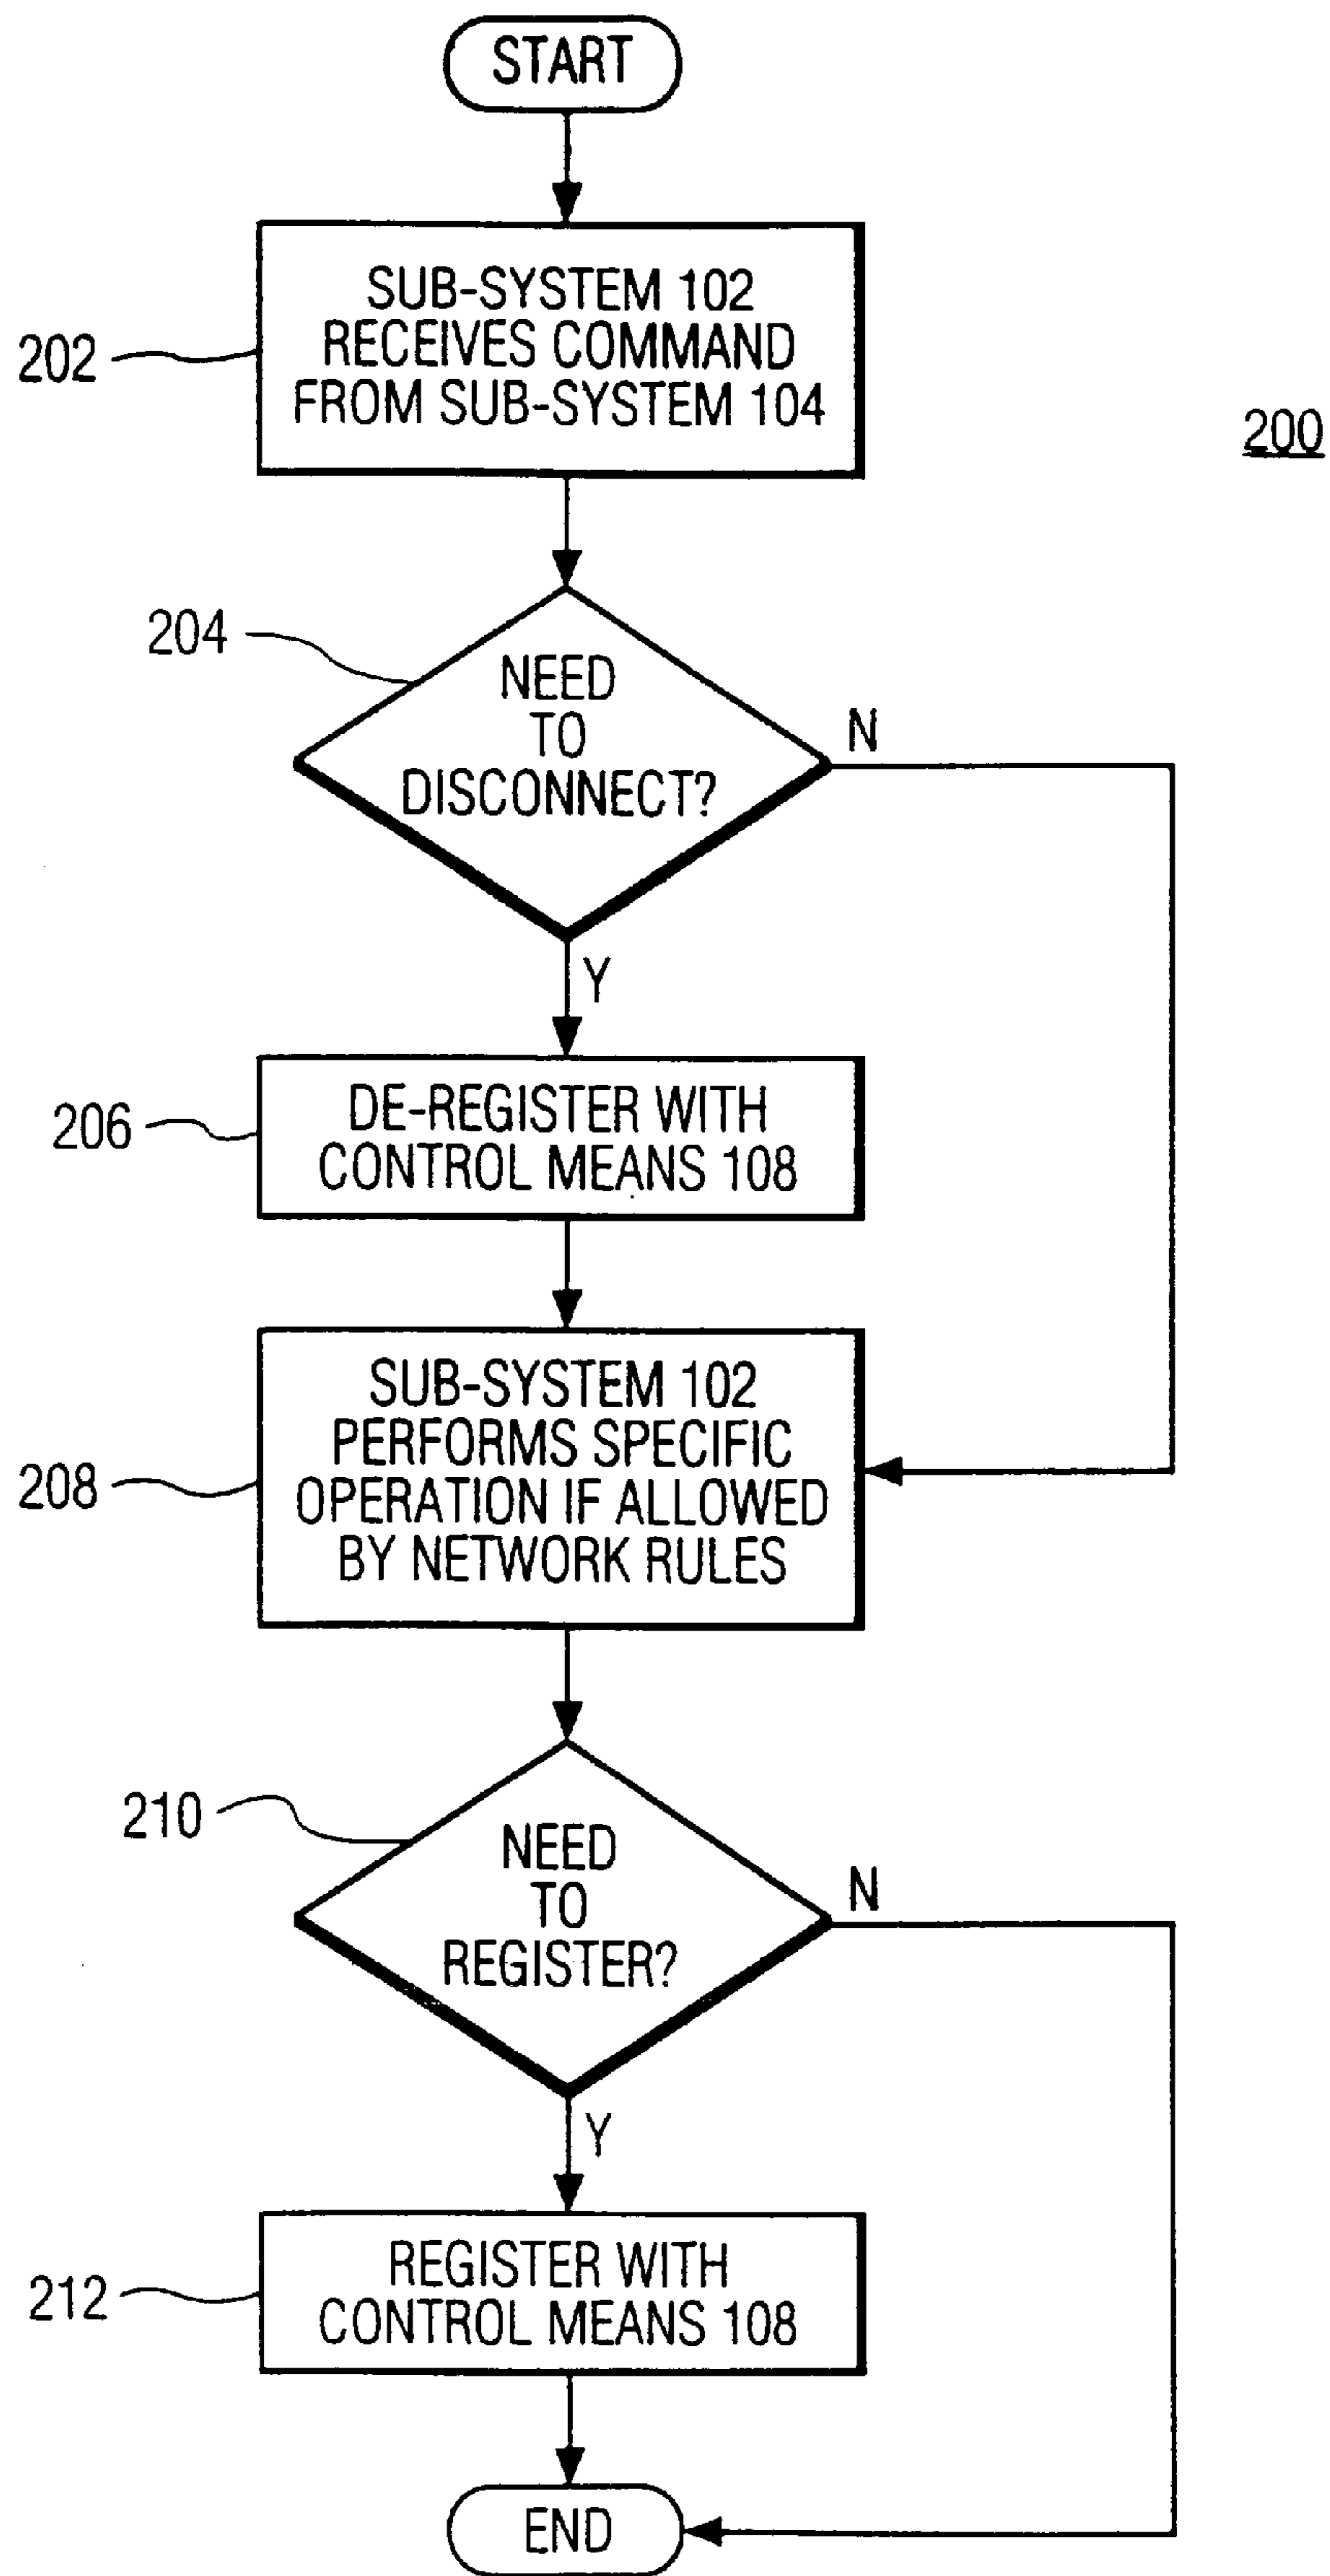 START
SUB-SYSTEM 102
RECEIVES COMMAND
FROM SUB-SYSTEM 104
202
200
204
NEED
TO
DISCONNECT?
N
Y
DE-REGISTER WITH
CONTROL MEANS 108
206
SUB-SYSTEM 102
PERFORMS SPECIFIC
OPERATION IF ALLOWED
BY NETWORK RULES
208
210
NEED
TO
REGISTER?
N
Y
REGISTER WITH
CONTROL MEANS 108
212
END